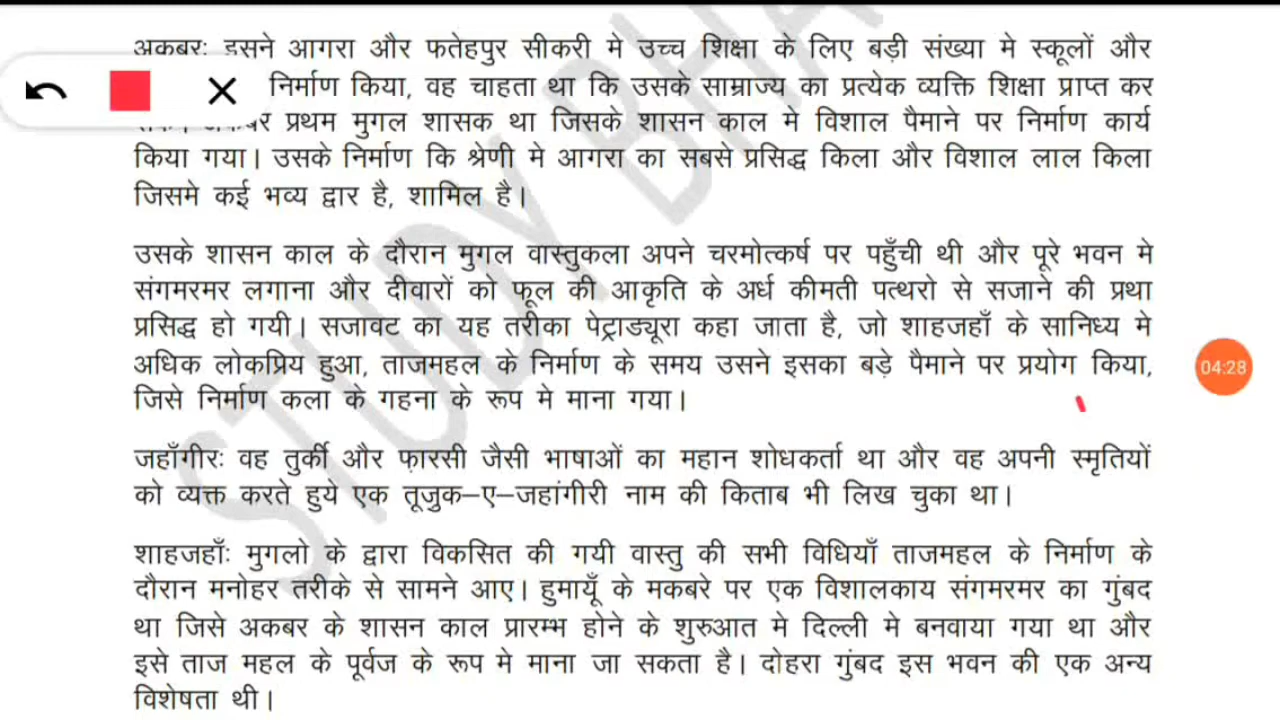 अकबरः इसने आगरा और फतेहपुर सीकरी मे उच्च शिक्षा के लिए बड़ी संख्या मे स्कूलों और
निर्माण किया, वह चाहता था कि उसके साम्राज्य का प्रत्येक व्यक्ति शिक्षा प्राप्त कर
प्रथम मुगल शासक था जिसके शासन काल मे विशाल पैमाने पर निर्माण कार्य
किया गया। उसके निर्माण कि श्रेणी मे आगरा का सबसे प्रसिद्ध किला और विशाल लाल किला
जिसमे कई भव्य द्वार है, शामिल है।
उसके शासन काल के दौरान मुगल वास्तुकला अपने चरमोत्कर्ष पर पहुँची थी और पूरे भवन मे
संगमरमर लगाना और दीवारों को फूल की आकृति के अर्ध कीमती पत्थरो से सजाने की प्रथा
प्रसिद्ध हो गयी। सजावट का यह तरीका पेट्राड्यूरा कहा जाता है, जो शाहजहाँ के सानिध्य मे
अधिक लोकप्रिय हुआ, ताजमहल के निर्माण के समय उसने इसका बड़े पैमाने पर प्रयोग किया,
जिसे निर्माण कला के गहना के रूप मे माना गया।
04:28
जहाँगीरः वह तुर्की और फ़ारसी जैसी भाषाओं का महान शोधकर्ता था और वह अपनी स्मृतियों
को व्यक्त करते हुये एक तूजुक–ए–जहांगीरी नाम की किताब भी लिख चुका था।
शाहजहाँः मुगलो के द्वारा विकसित की गयी वास्तु की सभी विधियाँ ताजमहल के निर्माण के
दौरान मनोहर तरीके से सामने आए। हुमायूँ के मकबरे पर एक विशालकाय संगमरमर का गुंबद
था जिसे अकबर के शासन काल प्रारम्भ होने के शुरुआत मे दिल्ली मे बनवाया गया था और
इसे ताज महल के पूर्वज के रूप मे माना जा सकता है। दोहरा गुंबद इस भवन की एक अन्य
विशेषता थी।
STUDY BHA